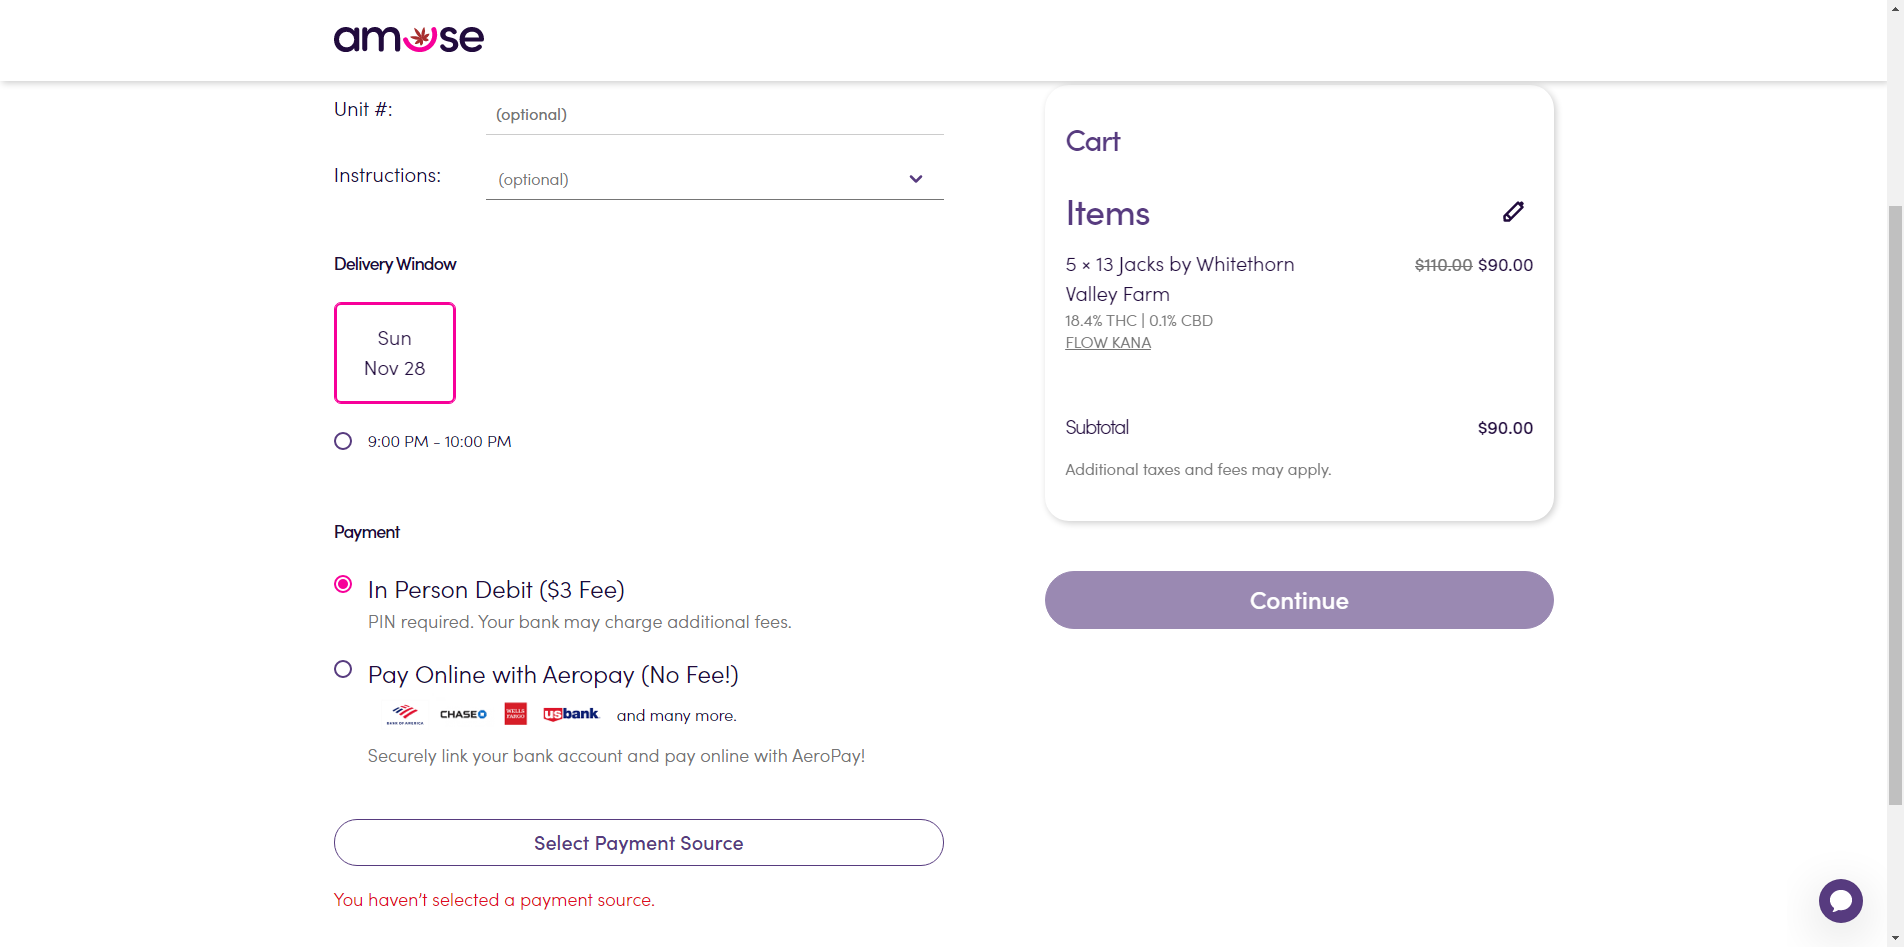 amuse
Unit #:
(optional)
Instructions:
(optional)
Delivery Window
Sun
Nov 28
9:00 PM - 10:00 PM
Payment
In Person Debit ($3 Fee)
PIN required. Your bank may charge additional fees.
Pay Online with Aeropay (No Fee!)
BANK OF AMERICA CHASE WELLS FARGO usbank and many more.
Securely link your bank account and pay online with AeroPay!
Select Payment Source
You haven't selected a payment source.
Cart
Items
5 × 13 Jacks by Whitethorn $110.00 $90.00
Valley Farm
18.4% THC | 0.1% CBD
FLOW KANA
Subtotal $90.00
Additional taxes and fees may apply.
Continue